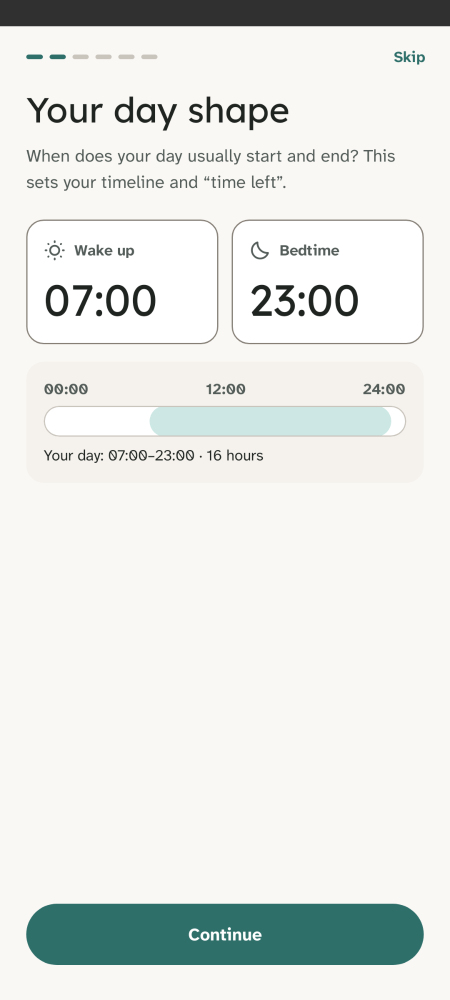 Skip
Your day shape
When does your day usually start and end? This
sets your timeline and “time left”.
Wake up
07:00
Bedtime
23:00
00:00 12:00 24:00
Your day: 07:00–23:00 · 16 hours
Continue